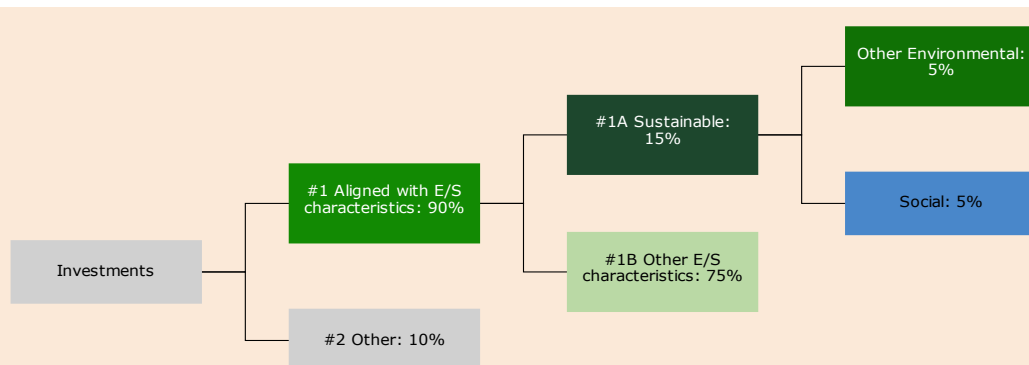 Other Environmental:
5%
#1A Sustainable:
15%
#1 Aligned with E/S
characteristics: 90%
Social: 5%
Investments
#1B Other E/S
characteristics: 75%
#2 Other: 10%